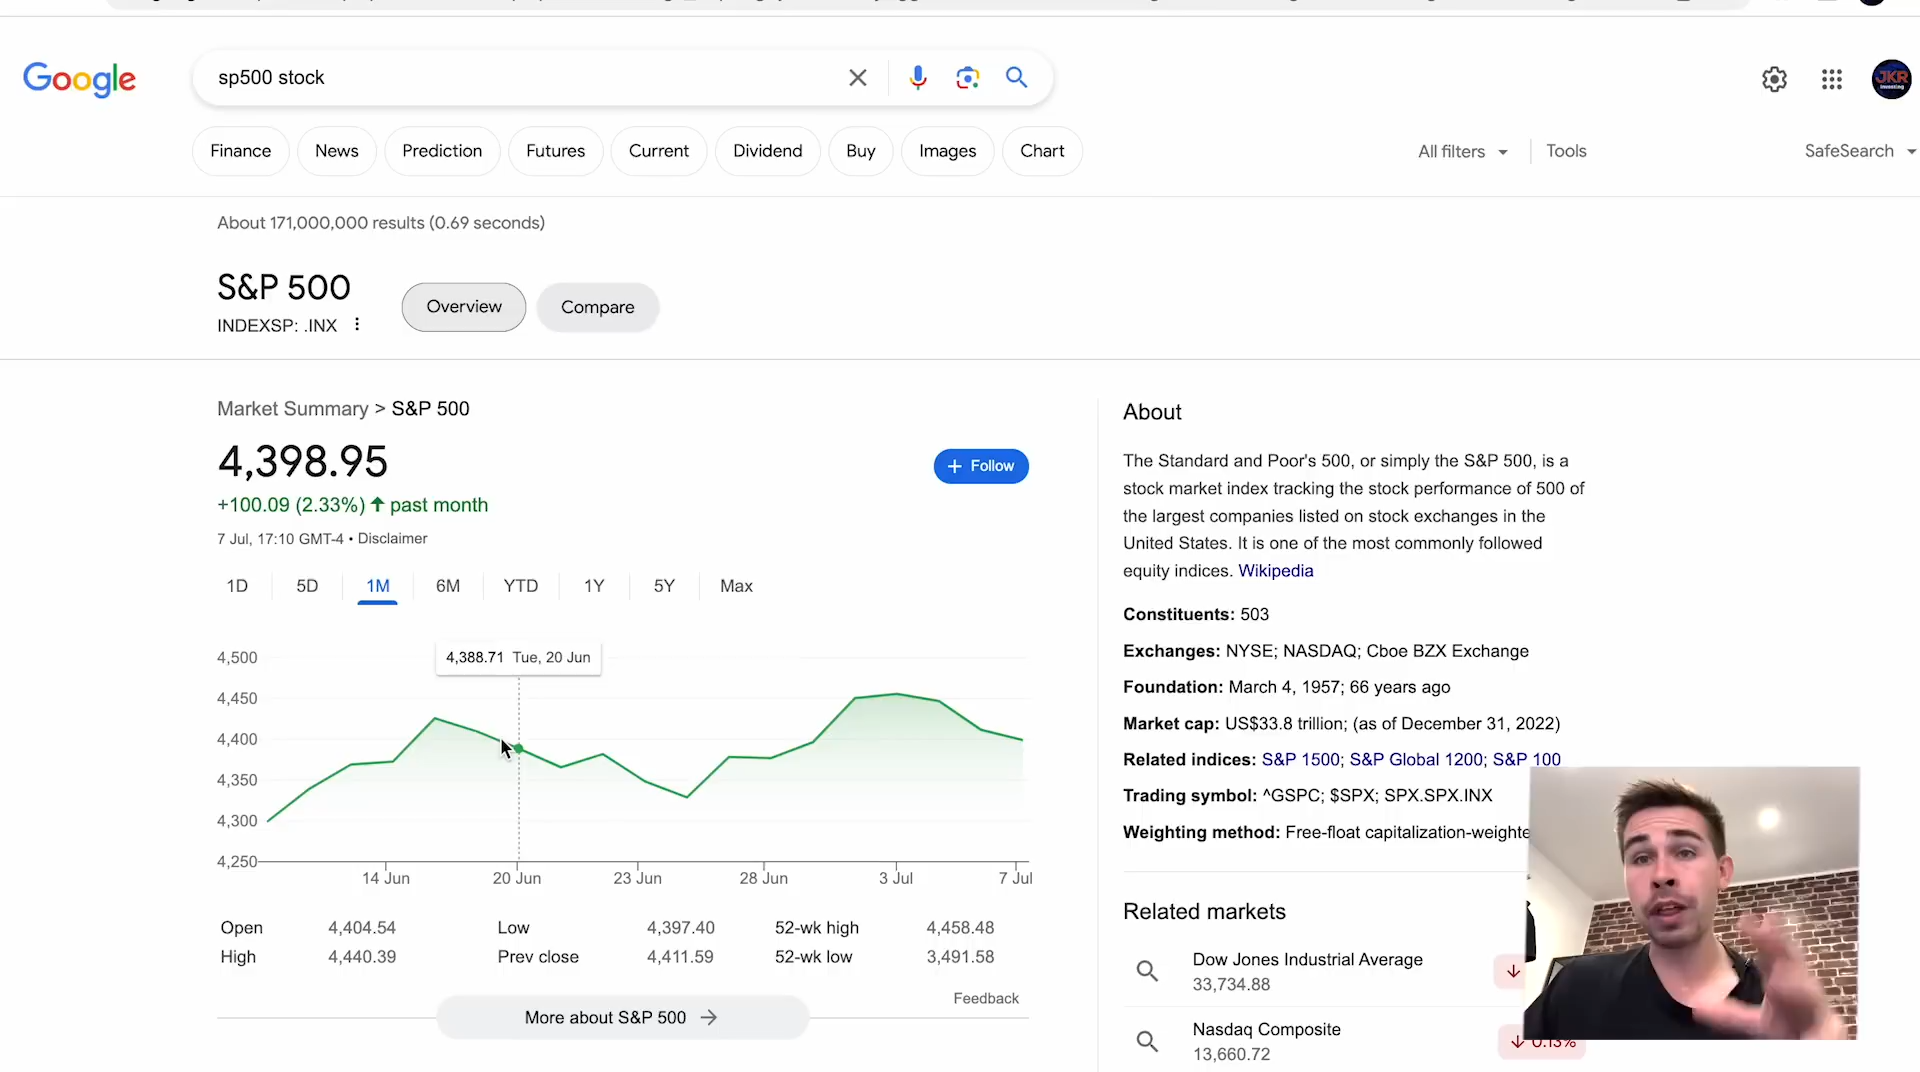 Google
sp500 stock
JKR
Investing
Finance
News
Prediction
Futures
Current
Dividend
Buy
Images
Chart
All filters
Tools
SafeSearch
About 171,000,000 results (0.69 seconds)
S&P 500
INDEXSP: .INX
Overview
Compare
Market Summary > S&P 500
4,398.95
+100.09 (2.33%) ↑ past month
7 Jul, 17:10 GMT-4 • Disclaimer
+ Follow
1D
5D
1M
6M
YTD
1Y
5Y
Max
4,388.71 Tue, 20 Jun
4,500
4,450
4,400
4,350
4,300
4,250
14 Jun
20 Jun
23 Jun
28 Jun
3 Jul
7 Jul
Open 4,404.54 Low 4,397.40 52-wk high 4,458.48
High 4,440.39 Prev close 4,411.59 52-wk low 3,491.58
Feedback
More about S&P 500 →
About
The Standard and Poor's 500, or simply the S&P 500, is a
stock market index tracking the stock performance of 500 of
the largest companies listed on stock exchanges in the
United States. It is one of the most commonly followed
equity indices. Wikipedia
Constituents: 503
Exchanges: NYSE; NASDAQ; Cboe BZX Exchange
Foundation: March 4, 1957; 66 years ago
Market cap: US$33.8 trillion; (as of December 31, 2022)
Related indices: S&P 1500; S&P Global 1200; S&P 100
Trading symbol: ^GSPC; $SPX; SPX.SPX.INX
Weighting method: Free-float capitalization-weighte
Related markets
Dow Jones Industrial Average
33,734.88
↓
Nasdaq Composite
13,660.72
↓ 0.13%